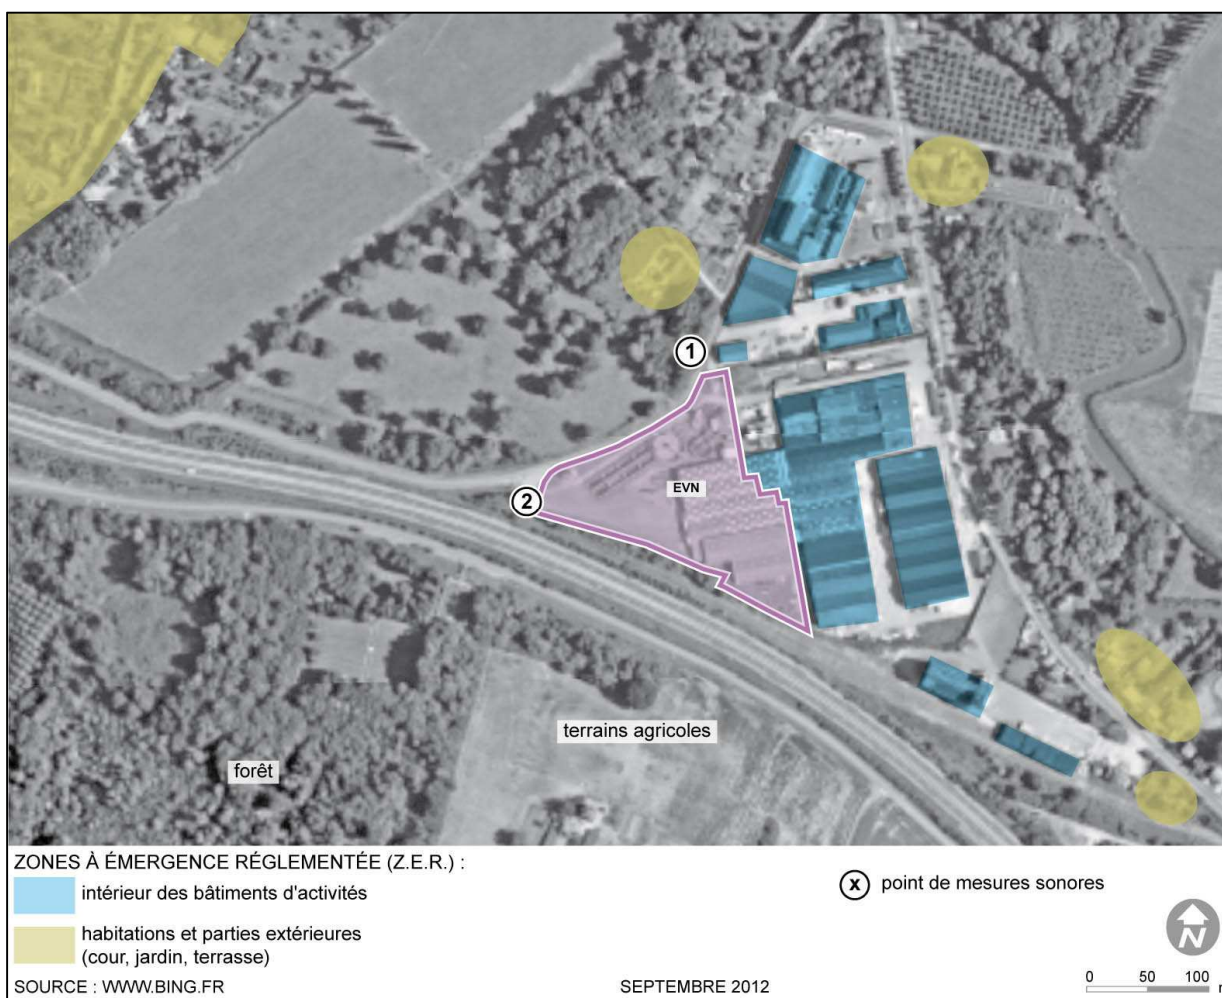 1
EVN
2
terrains agricoles
forêt
ZONES À ÉMERGENCE RÉGLEMENTÉE (Z.E.R.) :
intérieur des bâtiments d'activités
x point de mesures sonores
habitations et parties extérieures
(cour, jardin, terrasse)
N
SOURCE : WWW.BING.FR
SEPTEMBRE 2012
0 50 100